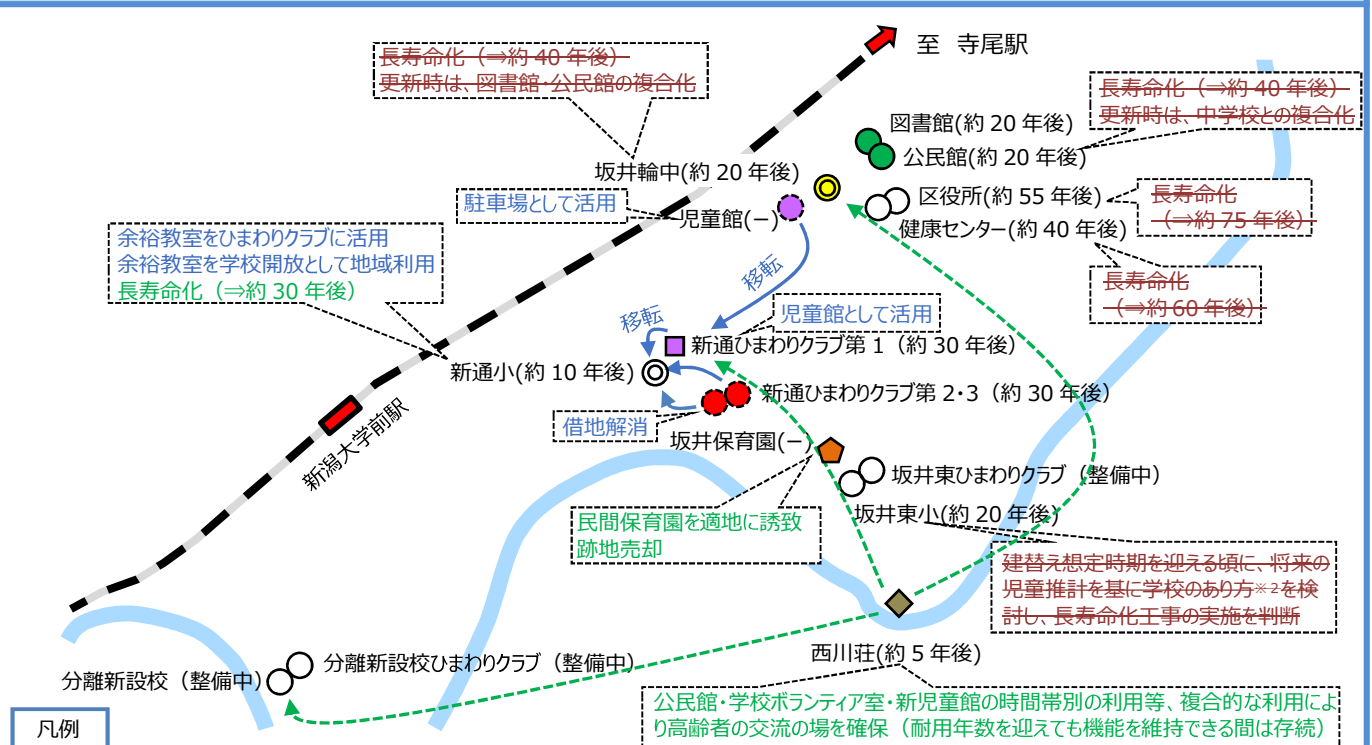 至 寺尾駅
長寿命化（⇒約 40 年後）
更新時は、図書館・公民館の複合化
長寿命化（⇒約 40 年後）
更新時は、中学校との複合化
図書館(約 20 年後)
公民館(約 20 年後)
坂井輪中(約 20 年後)
駐車場として活用
児童館(−)
区役所(約 55 年後)
健康センター(約 40 年後)
長寿命化
（⇒約 75 年後）
長寿命化
（⇒約 60 年後）
余裕教室をひまわりクラブに活用
余裕教室を学校開放として地域利用
長寿命化（⇒約 30 年後）
移転
移転
児童館として活用
新通ひまわりクラブ第 1（約 30 年後）
新通小(約 10 年後)
新通ひまわりクラブ第 2・3（約 30 年後）
借地解消
新潟大学前駅
坂井保育園(−)
坂井東ひまわりクラブ（整備中）
坂井東小(約 20 年後)
民間保育園を適地に誘致
跡地売却
建替え想定時期を迎える頃に、将来の
児童推計を基に学校のあり方※2を検
討し、長寿命化工事の実施を判断
西川荘(約 5 年後)
分離新設校ひまわりクラブ（整備中）
分離新設校（整備中）
公民館・学校ボランティア室・新児童館の時間帯別の利用等、複合的な利用によ
り高齢者の交流の場を確保（耐用年数を迎えても機能を維持できる間は存続）
凡例